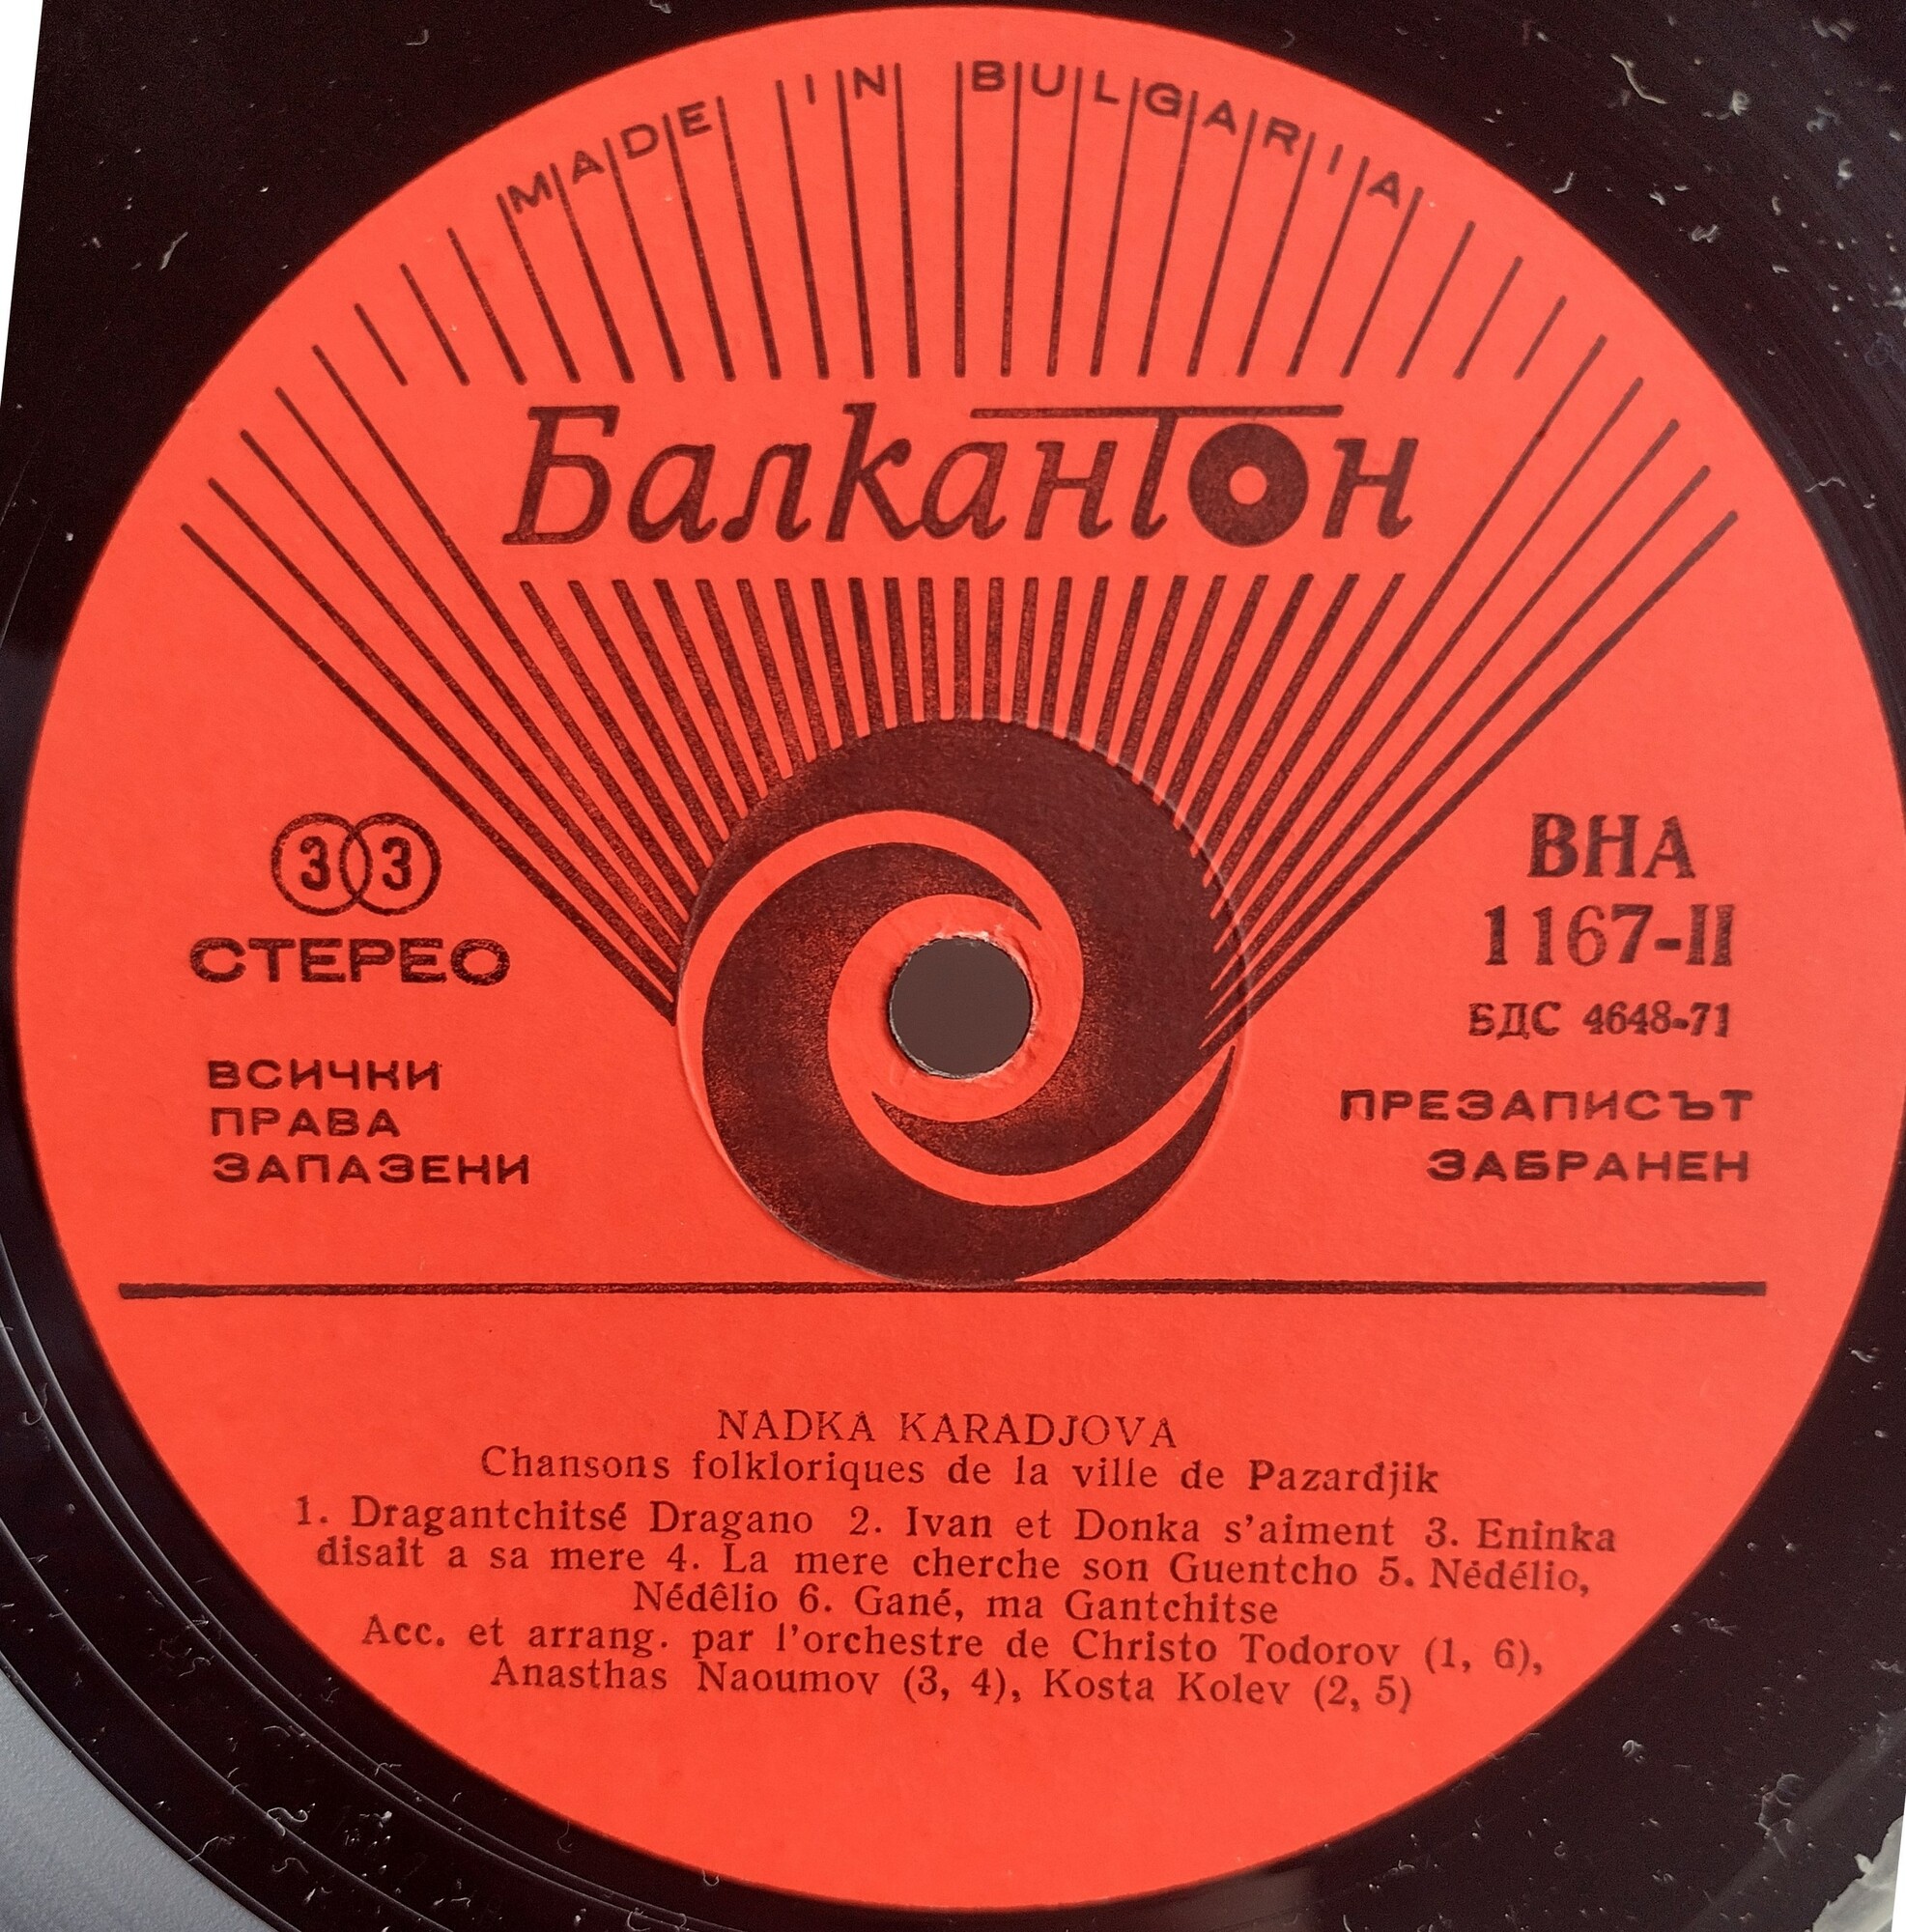 MADE IN BULGARIA
Балкантон
33
СТЕРЕО
ВСИЧКИ
ПРАВА
ЗАПАЗЕНИ
ВНА
1167-II
БДС 4648-71
ПРЕЗАПИСЪТ
ЗАБРАНЕН
NADKA KARADJOVA
Chansons folkloriques de la ville de Pazardjik
1. Dragantchitsé Dragano 2. Ivan et Donka s'aiment 3. Eninka
disait a sa mere 4. La mere cherche son Guentcho 5. Nédélio,
Nédêlio 6. Gané, ma Gantchitse
Acc. et arrang. par l'orchestre de Christo Todorov (1, 6),
Anasthas Naoumov (3, 4), Kosta Kolev (2, 5)